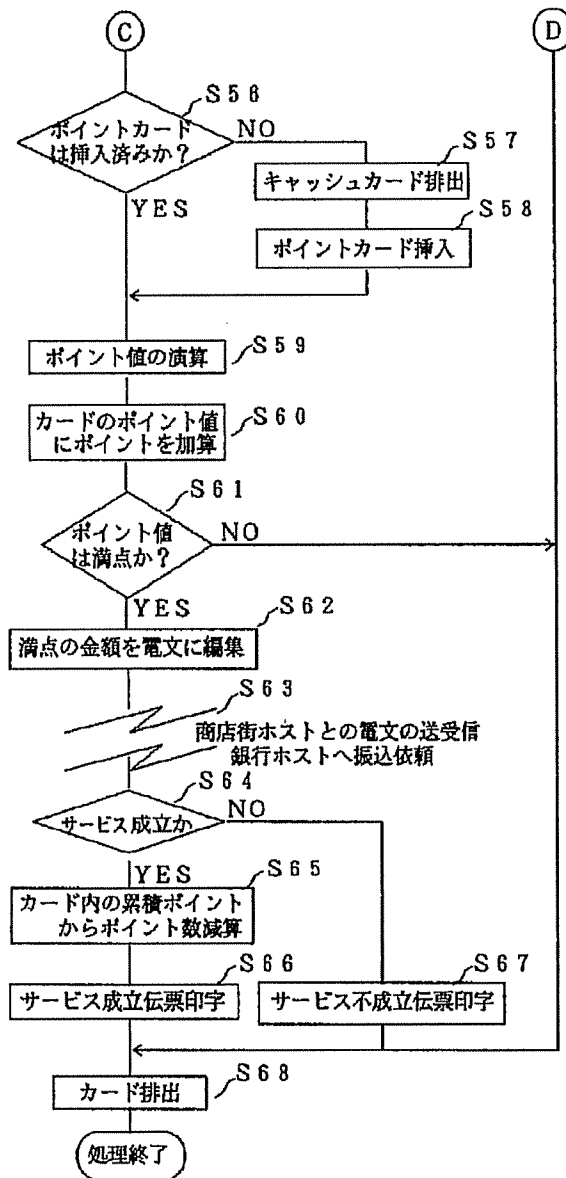 C
D
S56
ポイントカード
は挿入済みか?
NO
S57
キャッシュカード排出
YES
S58
ポイントカード挿入
S59
ポイント値の演算
S60
カードのポイント値
にポイントを加算
S61
ポイント値
は満点か?
NO
YES
S62
満点の金額を電文に編集
S63
商店街ホストとの電文の送受信
銀行ホストへ振込依頼
S64
サービス成立か
NO
YES
S65
カード内の累積ポイント
からポイント数減算
S66
サービス成立伝票印字
S67
サービス不成立伝票印字
S68
カード排出
処理終了